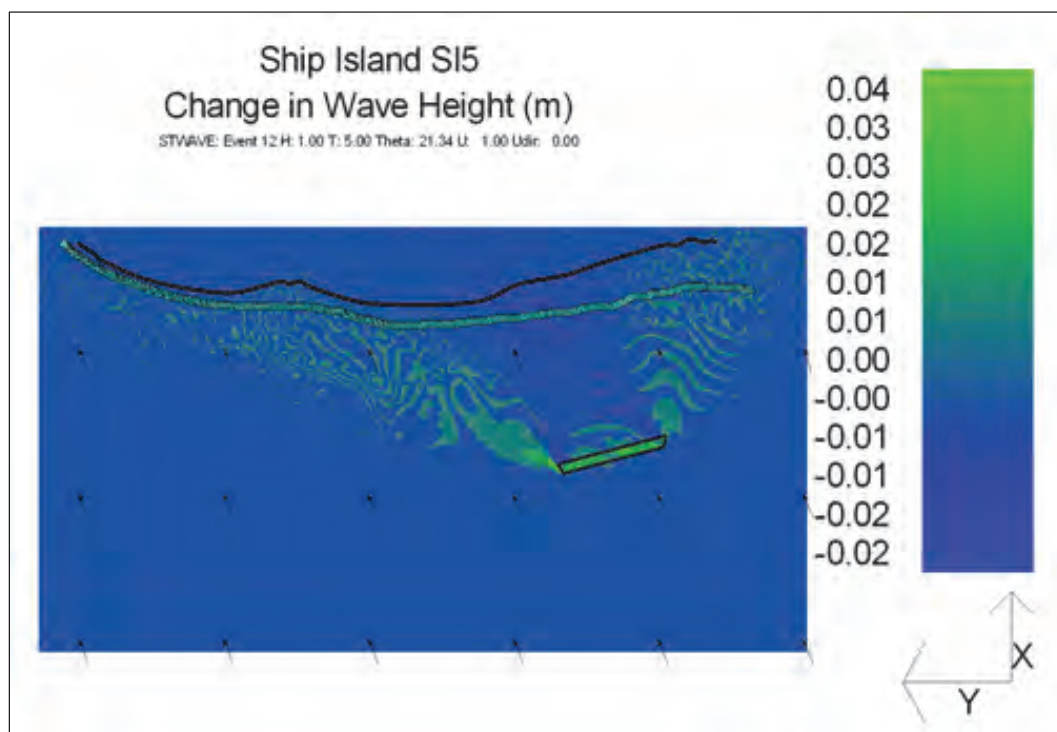 Ship Island SI5
Change in Wave Height (m)
STWAVE: Event 12 H: 1.00 T: 5.00 Theta: 21.34 U: 1.00 Udir: 0.00
0.04
0.03
0.03
0.02
0.02
0.01
0.01
0.00
-0.00
-0.01
-0.01
-0.02
-0.02
X
Y